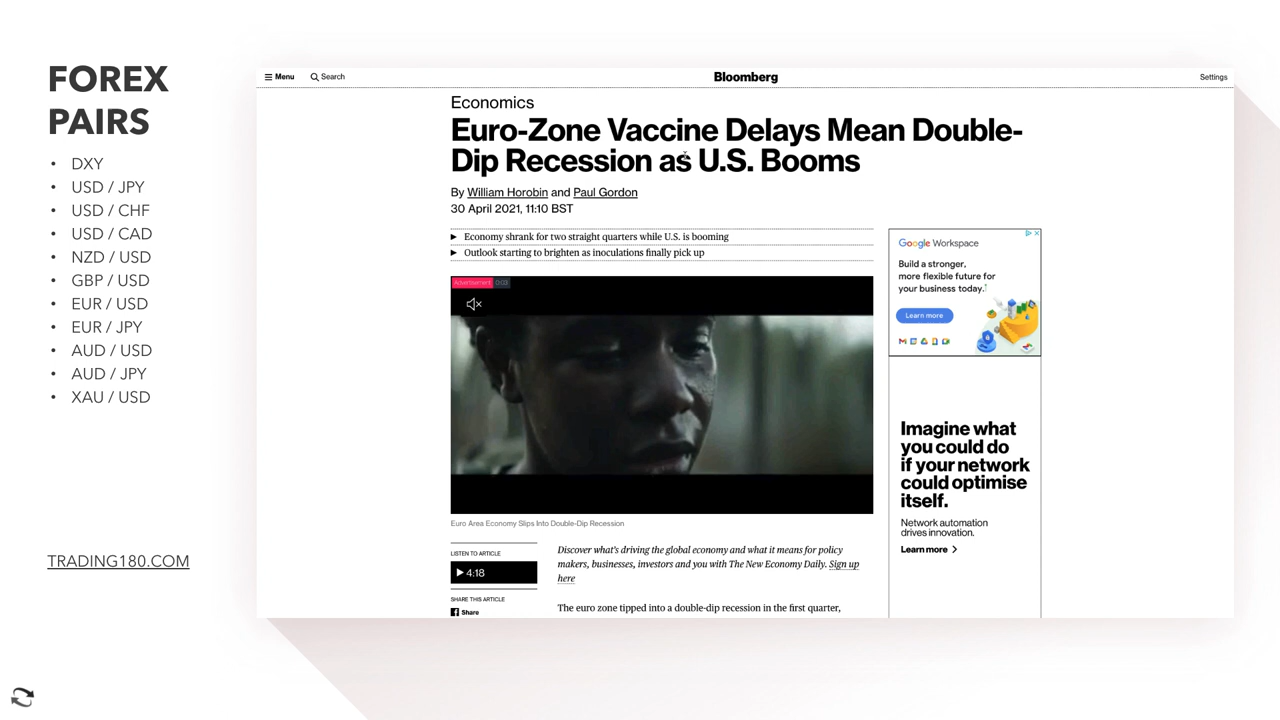 FOREX
PAIRS
• DXY
• USD / JPY
• USD / CHF
• USD / CAD
• NZD / USD
• GBP / USD
• EUR / USD
• EUR / JPY
• AUD / USD
• AUD / JPY
• XAU / USD
TRADING180.COM
Menu
Search
Bloomberg
Settings
Economics
Euro-Zone Vaccine Delays Mean Double-
Dip Recession as U.S. Booms
By William Horobin and Paul Gordon
30 April 2021, 11:10 BST
Economy shrank for two straight quarters while U.S. is booming
Outlook starting to brighten as inoculations finally pick up
Advertisement 0:03
Euro Area Economy Slips Into Double-Dip Recession
LISTEN TO ARTICLE
4:18
SHARE THIS ARTICLE
Share
Discover what's driving the global economy and what it means for policy
makers, businesses, investors and you with The New Economy Daily. Sign up
here
The euro zone tipped into a double-dip recession in the first quarter,
Google Workspace
Build a stronger,
more flexible future for
your business today.
Learn more
Imagine what
you could do
if your network
could optimise
itself.
Network automation
drives innovation.
Learn more